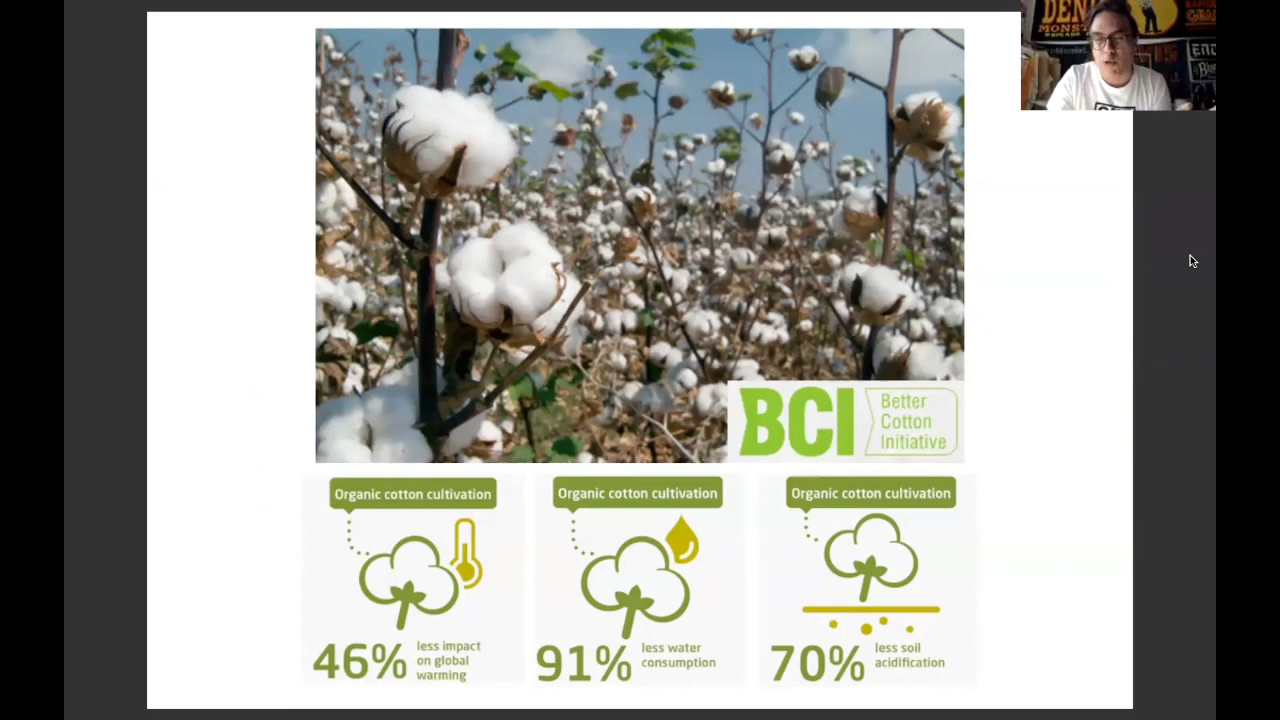 BCI
Better
Cotton
Initiative
Organic cotton cultivation
46%
less impact
on global
warming
Organic cotton cultivation
91%
less water
consumption
Organic cotton cultivation
70%
less soil
acidification